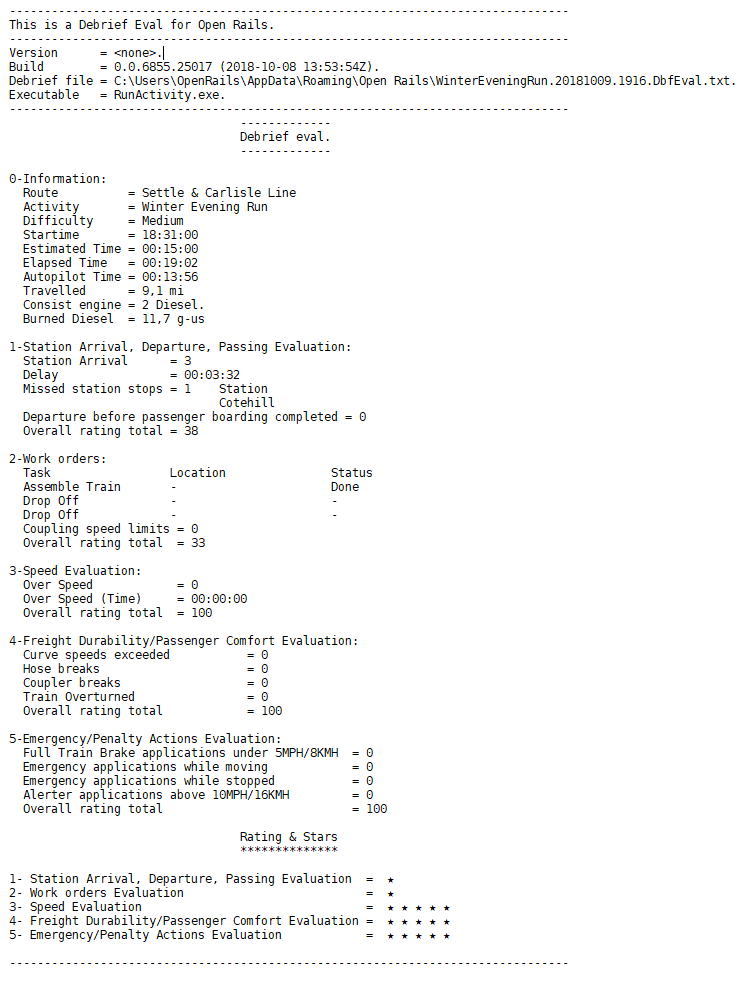 --------------------------------------------------------------------------------
This is a Debrief Eval for Open Rails.
--------------------------------------------------------------------------------
Version      = <none>.
Build        = 0.0.6855.25017 (2018-10-08 13:53:54Z).
Debrief file = C:\Users\OpenRails\AppData\Roaming\Open Rails\WinterEveningRun.20181009.1916.DbfEval.txt.
Executable   = RunActivity.exe.
--------------------------------------------------------------------------------
                                 -------------
                                 Debrief eval.
                                 -------------

0-Information:
  Route          = Settle & Carlisle Line
  Activity       = Winter Evening Run
  Difficulty     = Medium
  Startime       = 18:31:00
  Estimated Time = 00:15:00
  Elapsed Time   = 00:19:02
  Autopilot Time = 00:13:56
  Travelled      = 9,1 mi
  Consist engine = 2 Diesel.
  Burned Diesel  = 11,7 g-us

1-Station Arrival, Departure, Passing Evaluation:
  Station Arrival      = 3
  Delay                = 00:03:32
  Missed station stops = 1    Station
                              Cotehill
  Departure before passenger boarding completed = 0
  Overall rating total = 38

2-Work orders:
  Task                 Location               Status
  Assemble Train       -                      Done
  Drop Off             -                      -
  Drop Off             -                      -
  Coupling speed limits = 0
  Overall rating total  = 33

3-Speed Evaluation:
  Over Speed            = 0
  Over Speed (Time)     = 00:00:00
  Overall rating total  = 100

4-Freight Durability/Passenger Comfort Evaluation:
  Curve speeds exceeded           = 0
  Hose breaks                     = 0
  Coupler breaks                  = 0
  Train Overturned                = 0
  Overall rating total            = 100

5-Emergency/Penalty Actions Evaluation:
  Full Train Brake applications under 5MPH/8KMH  = 0
  Emergency applications while moving            = 0
  Emergency applications while stopped           = 0
  Alerter applications above 10MPH/16KMH         = 0
  Overall rating total                           = 100

                                 Rating & Stars
                                 **************

1- Station Arrival, Departure, Passing Evaluation  =  ★
2- Work orders Evaluation                          =  ★
3- Speed Evaluation                                =  ★ ★ ★ ★ ★
4- Freight Durability/Passenger Comfort Evaluation =  ★ ★ ★ ★ ★
5- Emergency/Penalty Actions Evaluation            =  ★ ★ ★ ★ ★

--------------------------------------------------------------------------------